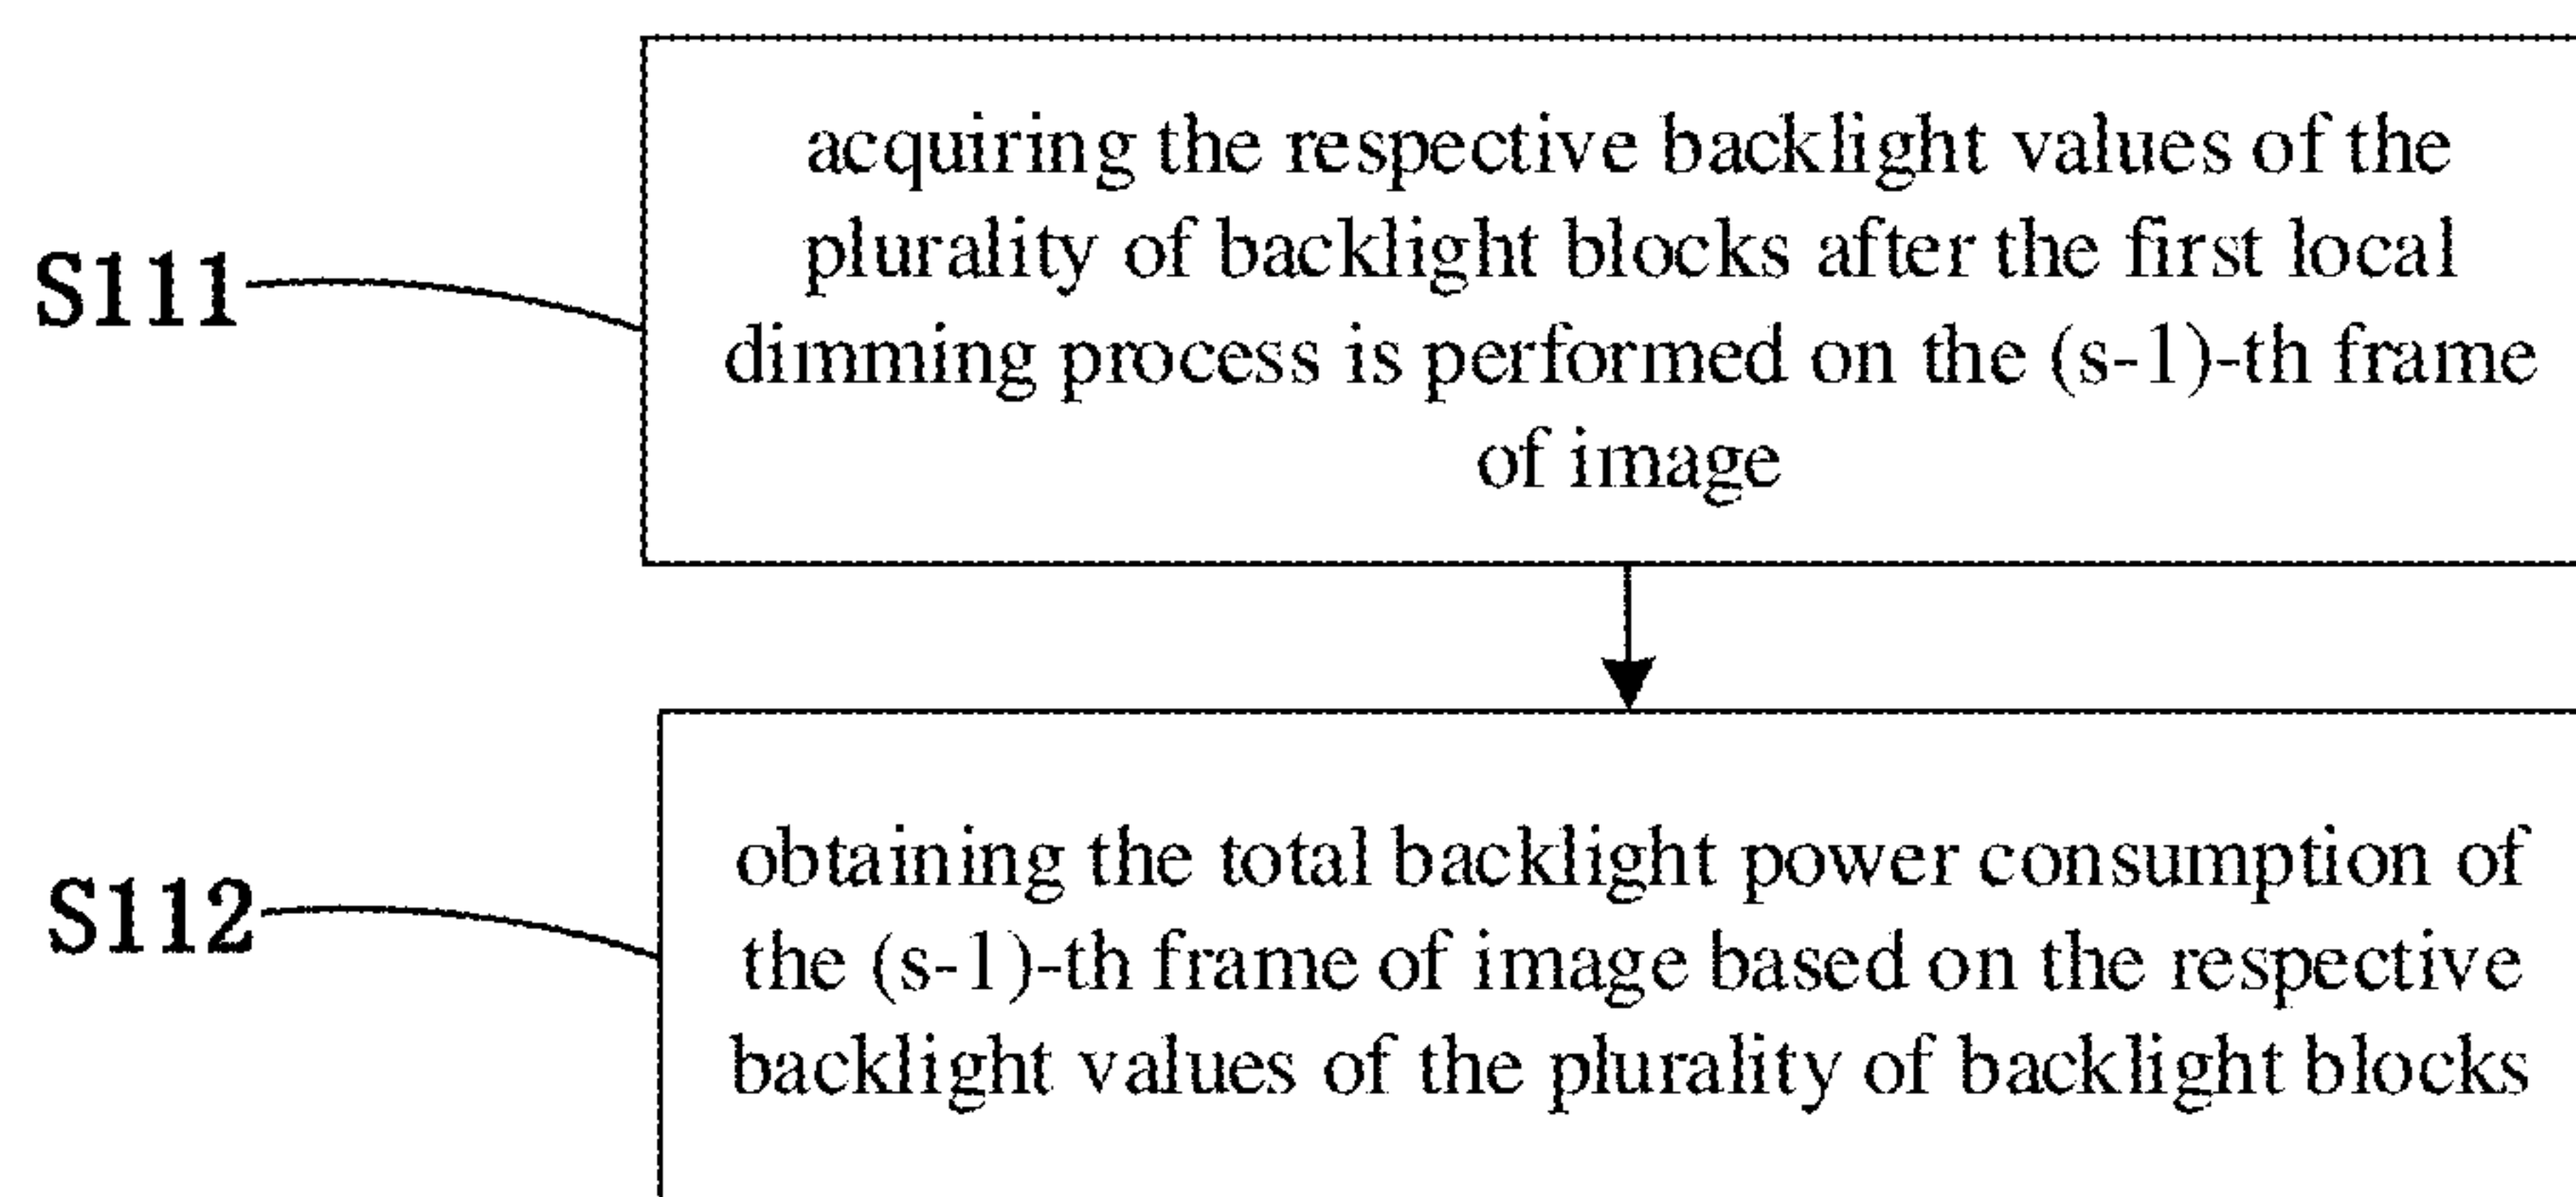 acquiring the respective backlight values of the
plurality of backlight blocks after the first local
S111
dimming process is performed on the (s-1)-th frame
of image
obtaining the total backlight power consumption of
S112
the (s-1)-th frame of image based on the respective
backlight values of the plurality of backlight blocks